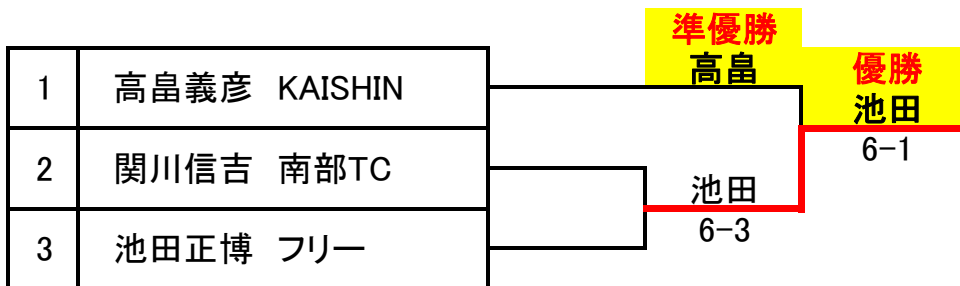 準優勝
高畠
優勝
池田
6-1
1 高畠義彦 KAISHIN
2 関川信吉 南部TC
3 池田正博 フリー
池田
6-3